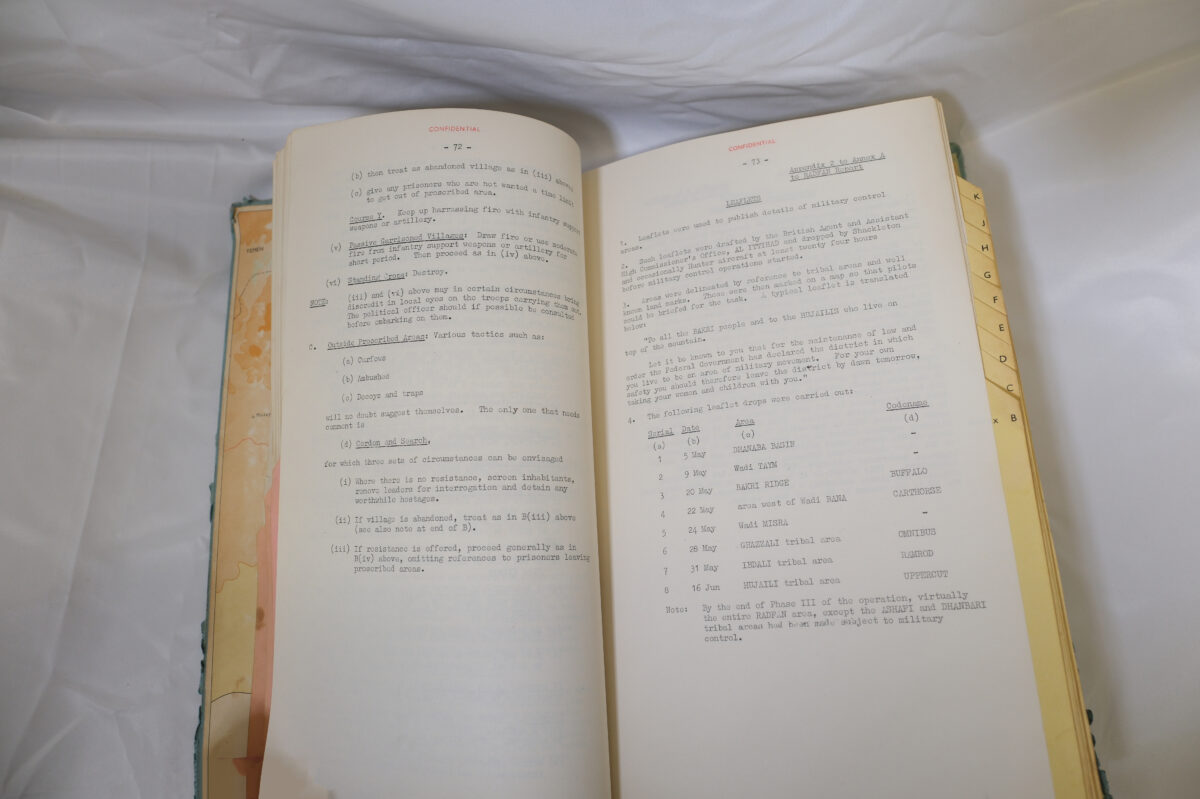 CONFIDENTIAL
- 72 -
(b) then treat as abandoned village as in (iii) above
(c) give any prisoners who are not wanted a time limit
to get out of proscribed area.
Course Y. Keep up harrassing fire with infantry support
weapons or artillery.
(v) Passive Garrisoned Villages: Draw fire or use moderate
fire from infantry support weapons or artillery for
short period. Then proceed as in (iv) above.
(vi) Standing Crops: Destroy.
NOTE: (iii) and (vi) above may in certain circumstances bring
discredit in local eyes on the troops carrying them out.
The political officer should if possible be consulted
before embarking on them.
C. Outside Proscribed Areas: Various tactics such as:
(a) Curfews
(b) Ambushes
(c) Decoys and traps
will no doubt suggest themselves. The only one that needs
comment is
(d) Cordon and Search,
for which three sets of circumstances can be envisaged
(i) Where there is no resistance, screen inhabitants,
remove leaders for interrogation and detain any
worthwhile hostages.
(ii) If village is abandoned, treat as in B(iii) above
(see also note at end of B).
(iii) If resistance is offered, proceed generally as in
B(iv) above, omitting references to prisoners leaving
proscribed areas.
CONFIDENTIAL
- 73 -
Appendix 2 to Annex A
to RADFAN Report
LEAFLETS
1. Leaflets were used to publish details of military control
areas.
2. Such leaflets were drafted by the British Agent and Assistant
High Commissioner's Office, AL ITTIHAD and dropped by Shackleton
and occasionally Hunter aircraft at least twenty four hours
before military control operations started.
3. Areas were delineated by reference to tribal areas and well
known land marks. These were then marked on a map so that pilots
could be briefed for the task. A typical leaflet is translated
below:
"To all the BAKRI people and to the HUJAILIS who live on
top of the mountain.
Let it be known to you that for the maintenance of law and
order the Federal Government has declared the district in which
you live to be an area of military movement. For your own
safety you should therefore leave the district by dawn tomorrow,
taking your women and children with you."
4. The following leaflet drops were carried out:
Serial Date Area Codename
(a) (b) (c) (d)
1 5 May DHANABA BASIN -
2 9 May Wadi TAYM -
3 20 May BAKRI RIDGE BUFFALO
4 22 May area west of Wadi BANA CARTHORSE
5 24 May Wadi MISRA -
6 28 May GHAZZALI tribal area OMNIBUS
7 31 May IBDALI tribal area RAMROD
8 16 Jun HUJAILI tribal area UPPERCUT
Note: By the end of Phase III of the operation, virtually
the entire RADFAN area, except the ASHAFI and DHANBARI
tribal areas had been made subject to military
control.
K
J
H
G
F
E
D
C
x B
YEMEN